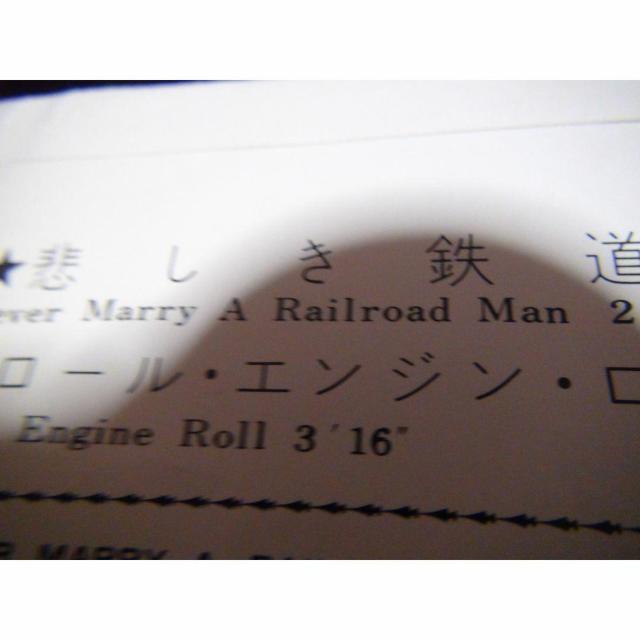 ★悲しき鉄道
ever Marry A Railroad Man 2
ロール・エンジン・ロ
Engine Roll 3′16″
R MARRY A